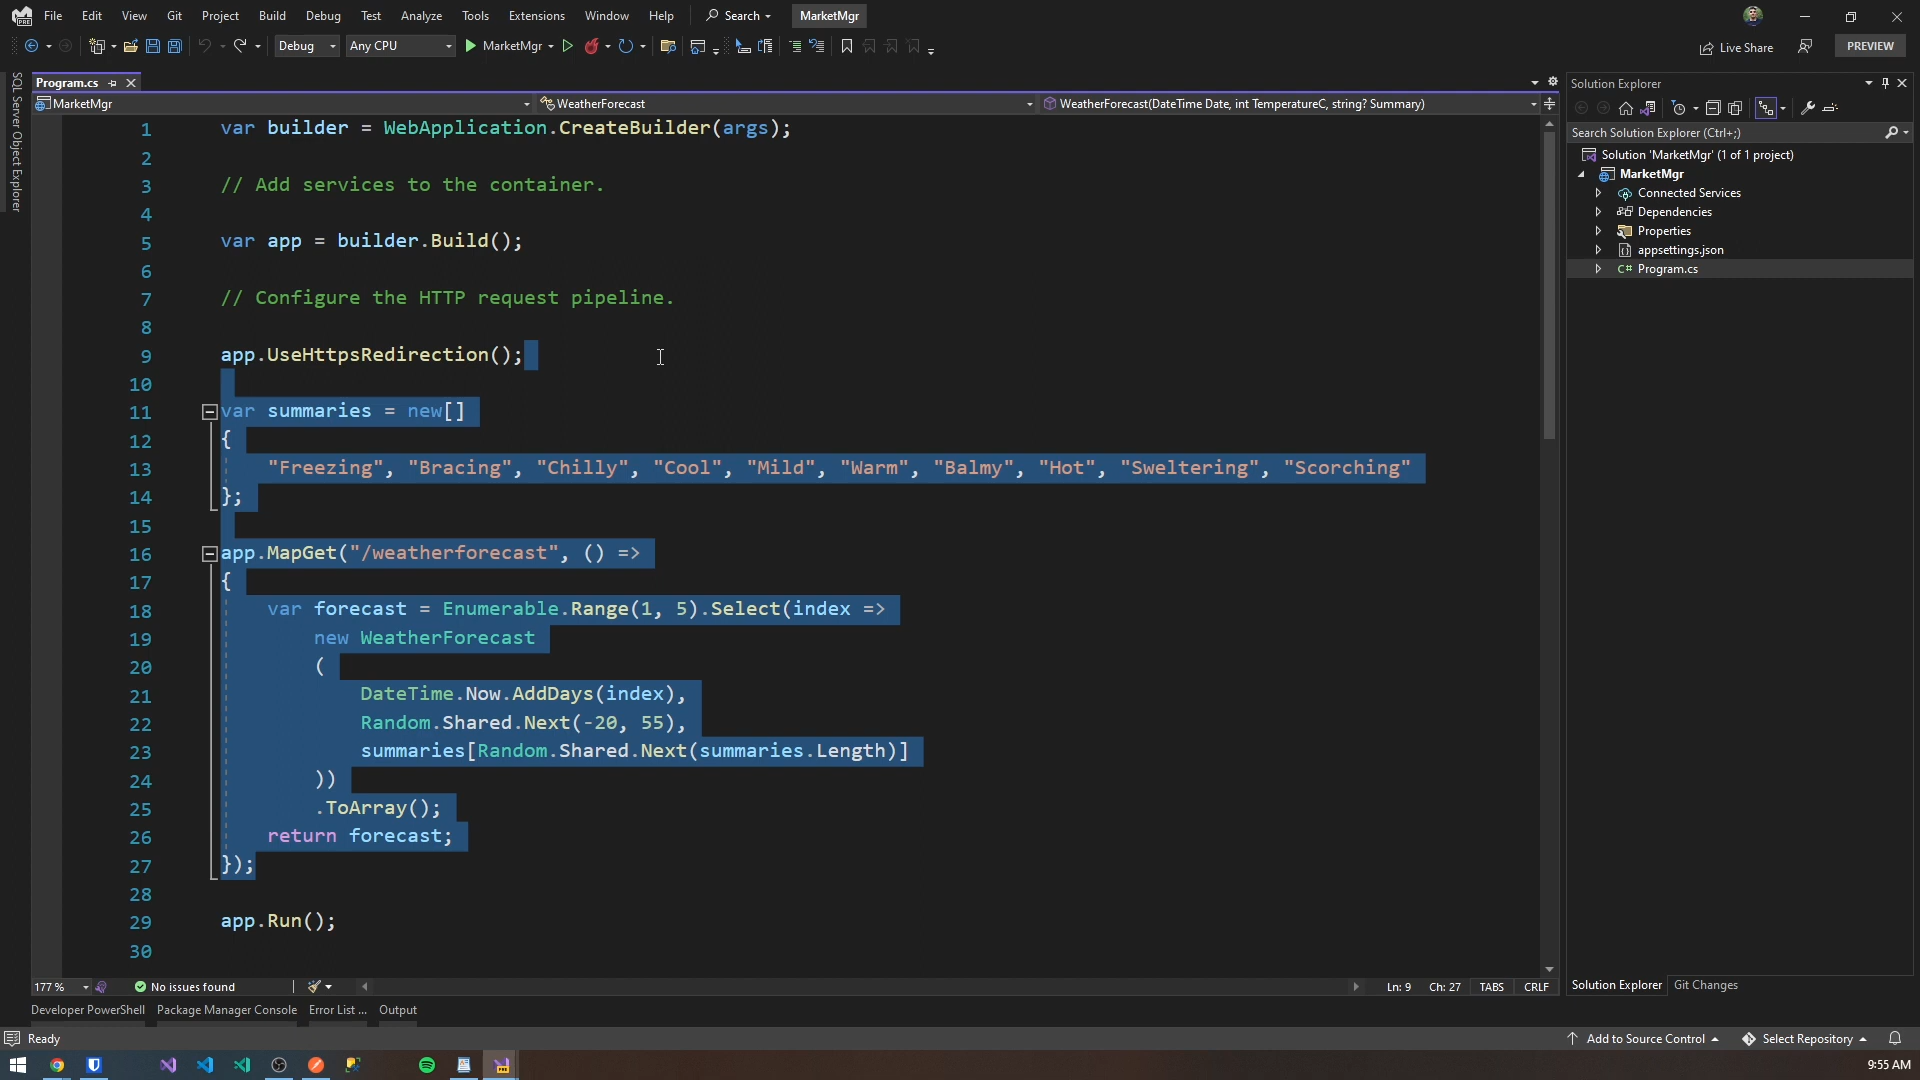 File Edit View Git Project Build Debug Test Analyze Tools Extensions Window Help Search MarketMgr
Debug Any CPU MarketMgr Live Share PREVIEW
SQL Server Object Explorer
Program.cs
MarketMgr WeatherForecast WeatherForecast(DateTime Date, int TemperatureC, string? Summary)
1 var builder = WebApplication.CreateBuilder(args);
2
3 // Add services to the container.
4
5 var app = builder.Build();
6
7 // Configure the HTTP request pipeline.
8
9 app.UseHttpsRedirection();
10
11 var summaries = new[]
12 {
13 "Freezing", "Bracing", "Chilly", "Cool", "Mild", "Warm", "Balmy", "Hot", "Sweltering", "Scorching"
14 };
15
16 app.MapGet("/weatherforecast", () =>
17 {
18 var forecast = Enumerable.Range(1, 5).Select(index =>
19 new WeatherForecast
20 (
21 DateTime.Now.AddDays(index),
22 Random.Shared.Next(-20, 55),
23 summaries[Random.Shared.Next(summaries.Length)]
24 ))
25 .ToArray();
26 return forecast;
27 });
28
29 app.Run();
30
177 % No issues found Ln: 9 Ch: 27 TABS CRLF
Solution Explorer
Search Solution Explorer (Ctrl+;)
Solution 'MarketMgr' (1 of 1 project)
MarketMgr
Connected Services
Dependencies
Properties
appsettings.json
C# Program.cs
Solution Explorer Git Changes
Developer PowerShell Package Manager Console Error List ... Output
Ready Add to Source Control Select Repository
9:55 AM